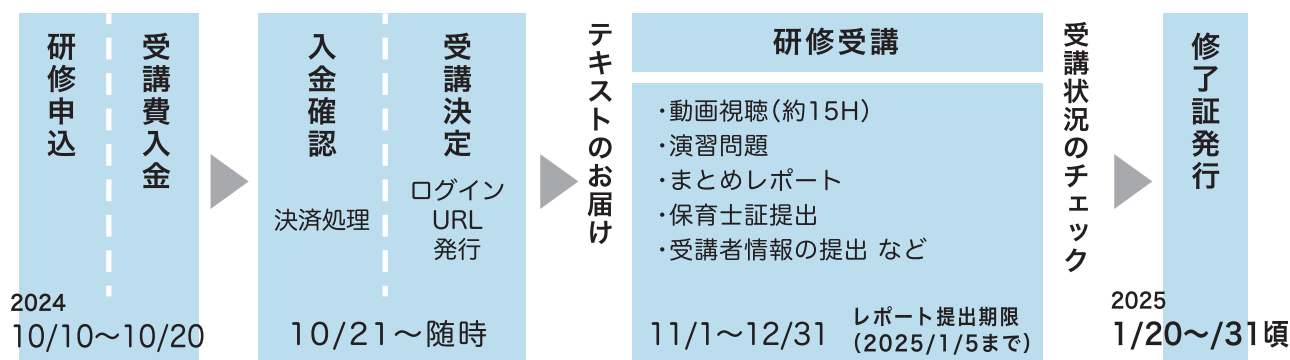 研修申込
受講費入金
2024
10/10～10/20
入金確認
決済処理
受講決定
ログイン
URL
発行
10/21～随時
テキストのお届け
研修受講
・動画視聴（約15H）
・演習問題
・まとめレポート
・保育士証提出
・受講者情報の提出 など
11/1～12/31
レポート提出期限
（2025/1/5まで）
受講状況のチェック
修了証発行
2025
1/20～/31頃